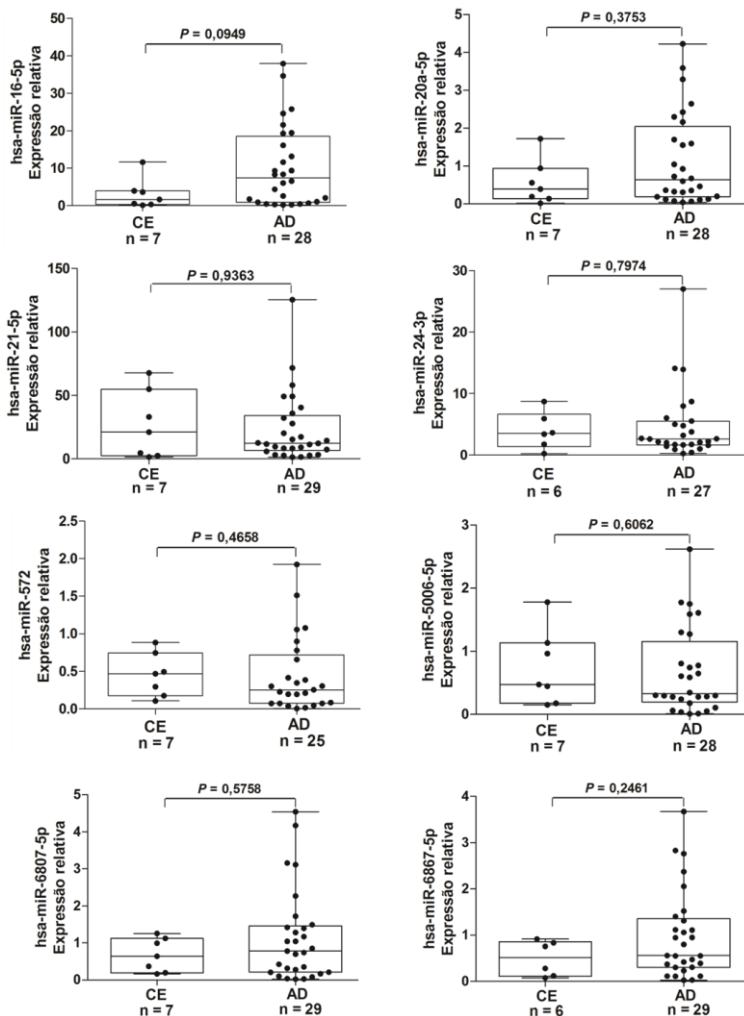 P = 0,0949
hsa-miR-16-5p
Expressão relativa
50
40
30
20
10
0
CE
n = 7
AD
n = 28
P = 0,3753
hsa-miR-20a-5p
Expressão relativa
5
4
3
2
1
0
CE
n = 7
AD
n = 28
P = 0,9363
hsa-miR-21-5p
Expressão relativa
150
100
50
0
CE
n = 7
AD
n = 29
P = 0,7974
hsa-miR-24-3p
Expressão relativa
30
20
10
0
CE
n = 6
AD
n = 27
P = 0,4658
hsa-miR-572
Expressão relativa
2.5
2.0
1.5
1.0
0.5
0.0
CE
n = 7
AD
n = 25
P = 0,6062
hsa-miR-5006-5p
Expressão relativa
3
2
1
0
CE
n = 7
AD
n = 28
P = 0,5758
hsa-miR-6807-5p
Expressão relativa
5
4
3
2
1
0
CE
n = 7
AD
n = 29
P = 0,2461
hsa-miR-6867-5p
Expressão relativa
4
3
2
1
0
CE
n = 6
AD
n = 29